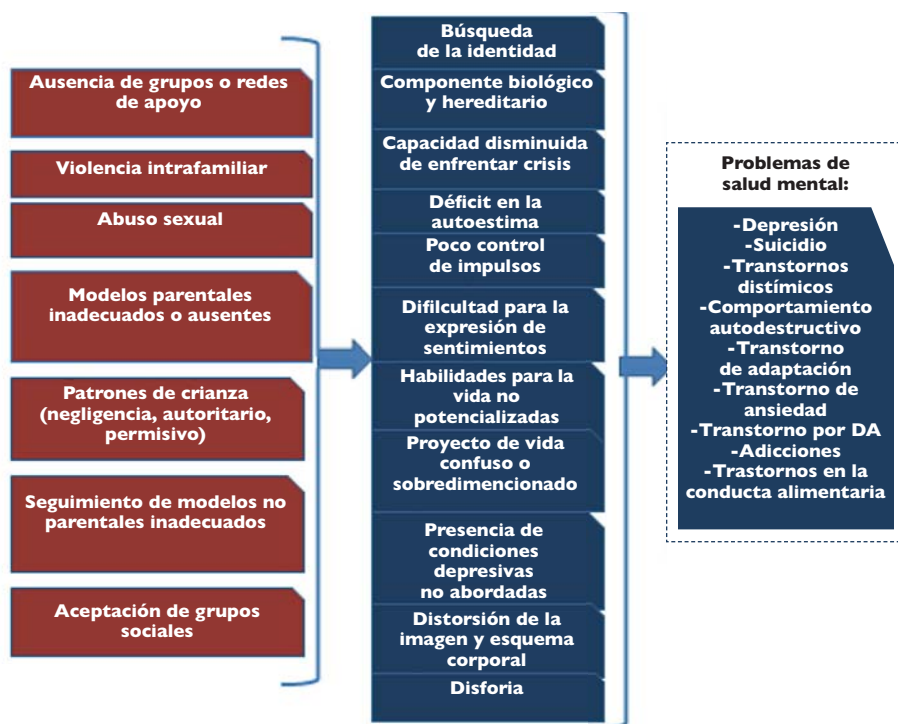 Ausencia de grupos o redes
de apoyo
Violencia intrafamiliar
Abuso sexual
Modelos parentales
inadecuados o ausentes
Patrones de crianza
(negligencia, autoritario,
permisivo)
Seguimiento de modelos no
parentales inadecuados
Aceptación de grupos
sociales
Búsqueda
de la identidad
Componente biológico
y hereditario
Capacidad disminuida
de enfrentar crisis
Déficit en la
autoestima
Poco control
de impulsos
Difilcultad para la
expresión de
sentimientos
Habilidades para la
vida no
potencializadas
Proyecto de vida
confuso o
sobredimencionado
Presencia de
condiciones
depresivas
no abordadas
Distorsión de la
imagen y esquema
corporal
Disforia
Problemas de
salud mental:
-Depresión
-Suicidio
-Transtornos
distímicos
-Comportamiento
autodestructivo
-Transtorno
de adaptación
-Transtorno de
ansiedad
-Transtorno por DA
-Adicciones
-Trastornos en la
conducta alimentaria